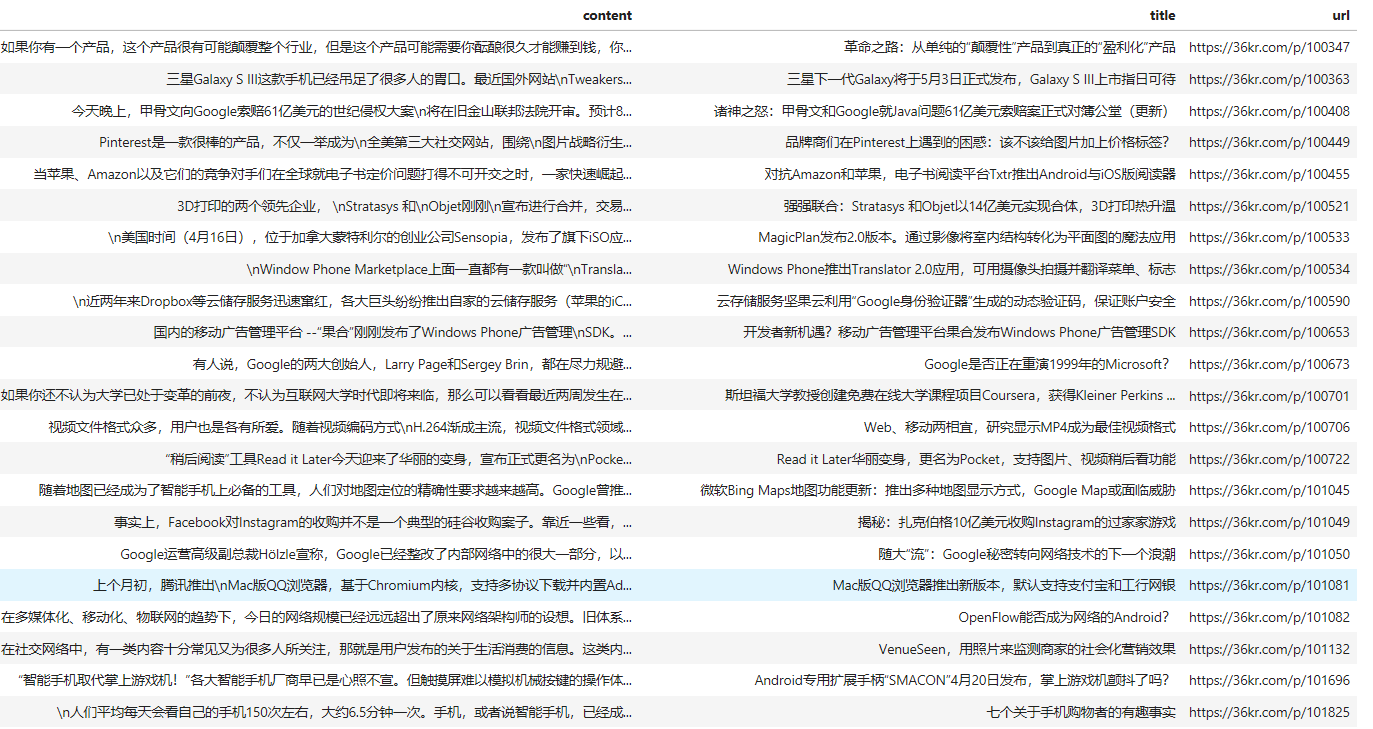 content title url
如果你有一个产品，这个产品很有可能颠覆整个行业，但是这个产品可能需要你酝酿很久才能赚到钱，你... 革命之路：从单纯的“颠覆性”产品到真正的“盈利化”产品 https://36kr.com/p/100347
三星Galaxy S III这款手机已经吊足了很多人的胃口。最近国外网站\nTweakers... 三星下一代Galaxy将于5月3日正式发布，Galaxy S III上市指日可待 https://36kr.com/p/100363
今天晚上，甲骨文向Google索赔61亿美元的世纪侵权大案\n将在旧金山联邦法院开审。预计8... 诸神之怒：甲骨文和Google就Java问题61亿美元索赔案正式对簿公堂（更新） https://36kr.com/p/100408
Pinterest是一款很棒的产品，不仅一举成为\n全美第三大社交网站，围绕\n图片战略衍生... 品牌商们在Pinterest上遇到的困惑：该不该给图片加上价格标签？ https://36kr.com/p/100449
当苹果、Amazon以及它们的竞争对手们在全球就电子书定价问题打得不可开交之时，一家快速崛起... 对抗Amazon和苹果，电子书阅读平台Txtr推出Android与iOS版阅读器 https://36kr.com/p/100455
3D打印的两个领先企业， \nStratasys 和\nObjet刚刚\n宣布进行合并，交易... 强强联合：Stratasys 和Objet以14亿美元实现合体，3D打印热升温 https://36kr.com/p/100521
\n美国时间（4月16日），位于加拿大蒙特利尔的创业公司Sensopia，发布了旗下iSO应... MagicPlan发布2.0版本。通过影像将室内结构转化为平面图的魔法应用 https://36kr.com/p/100533
\nWindow Phone Marketplace上面一直都有一款叫做“\nTransla... Windows Phone推出Translator 2.0应用，可用摄像头拍摄并翻译菜单、标志 https://36kr.com/p/100534
\n近两年来Dropbox等云储存服务迅速窜红，各大巨头纷纷推出自家的云储存服务（苹果的iC... 云存储服务坚果云利用“Google身份验证器”生成的动态验证码，保证账户安全 https://36kr.com/p/100590
国内的移动广告管理平台 --“果合”刚刚发布了Windows Phone广告管理\nSDK。... 开发者新机遇？移动广告管理平台果合发布Windows Phone广告管理SDK https://36kr.com/p/100653
有人说，Google的两大创始人，Larry Page和Sergey Brin，都在尽力规避... Google是否正在重演1999年的Microsoft？ https://36kr.com/p/100673
如果你还不认为大学已处于变革的前夜，不认为互联网大学时代即将来临，那么可以看看最近两周发生在... 斯坦福大学教授创建免费在线大学课程项目Coursera，获得Kleiner Perkins ... https://36kr.com/p/100701
视频文件格式众多，用户也是各有所爱。随着视频编码方式\nH.264渐成主流，视频文件格式领域... Web、移动两相宜，研究显示MP4成为最佳视频格式 https://36kr.com/p/100706
“稍后阅读”工具Read it Later今天迎来了华丽的变身，宣布正式更名为\nPocke... Read it Later华丽变身，更名为Pocket，支持图片、视频稍后看功能 https://36kr.com/p/100722
随着地图已经成为了智能手机上必备的工具，人们对地图定位的精确性要求越来越高。Google曾推... 微软Bing Maps地图功能更新：推出多种地图显示方式，Google Map或面临威胁 https://36kr.com/p/101045
事实上，Facebook对Instagram的收购并不是一个典型的硅谷收购案子。靠近一些看，... 揭秘：扎克伯格10亿美元收购Instagram的过家家游戏 https://36kr.com/p/101049
Google运营高级副总裁Hölzle宣称，Google已经整改了内部网络中的很大一部分，以... 随大“流”：Google秘密转向网络技术的下一个浪潮 https://36kr.com/p/101050
上个月初，腾讯推出\nMac版QQ浏览器，基于Chromium内核，支持多协议下载并内置Ad... Mac版QQ浏览器推出新版本，默认支持支付宝和工行网银 https://36kr.com/p/101081
在多媒体化、移动化、物联网的趋势下，今日的网络规模已经远远超出了原来网络架构师的设想。旧体系... OpenFlow能否成为网络的Android？ https://36kr.com/p/101082
在社交网络中，有一类内容十分常见又为很多人所关注，那就是用户发布的关于生活消费的信息。这类内... VenueSeen，用照片来监测商家的社会化营销效果 https://36kr.com/p/101132
“智能手机取代掌上游戏机！”各大智能手机厂商早已是心照不宣。但触摸屏难以模拟机械按键的操作体... Android专用扩展手柄“SMACON”4月20日发布，掌上游戏机颤抖了吗？ https://36kr.com/p/101696
\n人们平均每天会看自己的手机150次左右，大约6.5分钟一次。手机，或者说智能手机，已经成... 七个关于手机购物者的有趣事实 https://36kr.com/p/101825